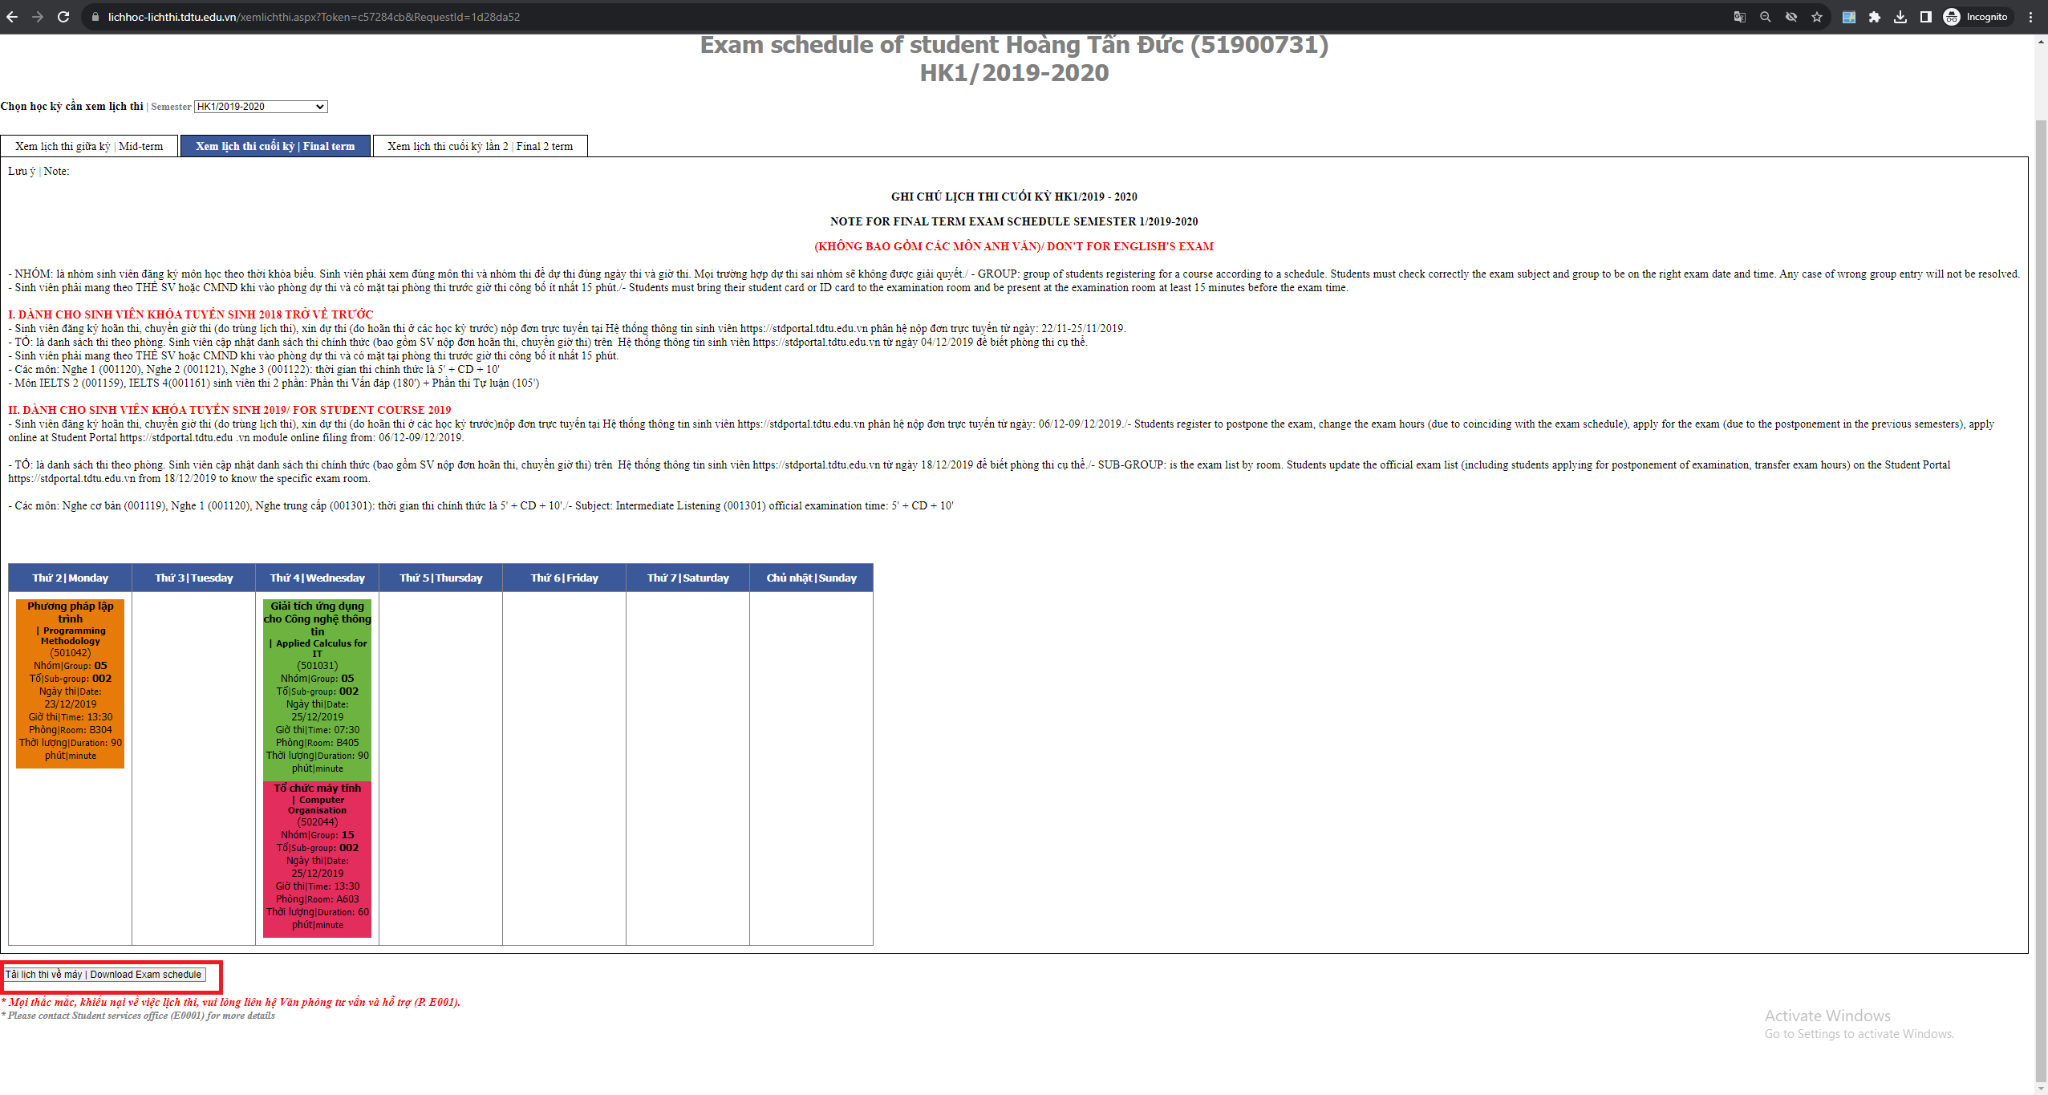 lichhoc-lichthi.tdtu.edu.vn/xemlichthi.aspx?Token=c57284cb&RequestId=1d28da52
Incognito
Exam schedule of student Hoàng Tấn Đức (51900731)
HK1/2019-2020
Chọn học kỳ cần xem lịch thi | Semester HK1/2019-2020
Xem lịch thi giữa kỳ | Mid-term
Xem lịch thi cuối kỳ | Final term
Xem lịch thi cuối kỳ lần 2 | Final 2 term
Lưu ý | Note:
GHI CHÚ LỊCH THI CUỐI KỲ HK1/2019 - 2020
NOTE FOR FINAL TERM EXAM SCHEDULE SEMESTER 1/2019-2020
(KHÔNG BAO GỒM CÁC MÔN ANH VĂN)/ DON'T FOR ENGLISH'S EXAM
- NHÓM: là nhóm sinh viên đăng ký môn học theo thời khóa biểu. Sinh viên phải xem đúng môn thi và nhóm thi để dự thi đúng ngày thi và giờ thi. Mọi trường hợp dự thi sai nhóm sẽ không được giải quyết./ - GROUP: group of students registering for a course according to a schedule. Students must check correctly the exam subject and group to be on the right exam date and time. Any case of wrong group entry will not be resolved.
- Sinh viên phải mang theo THẺ SV hoặc CMND khi vào phòng dự thi và có mặt tại phòng thi trước giờ thi công bố ít nhất 15 phút./- Students must bring their student card or ID card to the examination room and be present at the examination room at least 15 minutes before the exam time.
I. DÀNH CHO SINH VIÊN KHÓA TUYỂN SINH 2018 TRỞ VỀ TRƯỚC
- Sinh viên đăng ký hoãn thi, chuyển giờ thi (do trùng lịch thi), xin dự thi (do hoãn thi ở các học kỳ trước) nộp đơn trực tuyến tại Hệ thống thông tin sinh viên https://stdportal.tdtu.edu.vn phân hệ nộp đơn trực tuyến từ ngày: 22/11-25/11/2019.
- TỔ: là danh sách thi theo phòng. Sinh viên cập nhật danh sách thi chính thức (bao gồm SV nộp đơn hoãn thi, chuyển giờ thi) trên Hệ thống thông tin sinh viên https://stdportal.tdtu.edu.vn từ ngày 04/12/2019 để biết phòng thi cụ thể.
- Sinh viên phải mang theo THẺ SV hoặc CMND khi vào phòng dự thi và có mặt tại phòng thi trước giờ thi công bố ít nhất 15 phút.
- Các môn: Nghe 1 (001120), Nghe 2 (001121), Nghe 3 (001122): thời gian thi chính thức là 5' + CD + 10'
- Môn IELTS 2 (001159), IELTS 4(001161) sinh viên thi 2 phần: Phần thi Vấn đáp (180') + Phần thi Tự luận (105')
II. DÀNH CHO SINH VIÊN KHÓA TUYỂN SINH 2019/ FOR STUDENT COURSE 2019
- Sinh viên đăng ký hoãn thi, chuyển giờ thi (do trùng lịch thi), xin dự thi (do hoãn thi ở các học kỳ trước)nộp đơn trực tuyến tại Hệ thống thông tin sinh viên https://stdportal.tdtu.edu.vn phân hệ nộp đơn trực tuyến từ ngày: 06/12-09/12/2019./- Students register to postpone the exam, change the exam hours (due to coinciding with the exam schedule), apply for the exam (due to the postponement in the previous semesters), apply
online at Student Portal https://stdportal.tdtu.edu .vn module online filing from: 06/12-09/12/2019.
- TỔ: là danh sách thi theo phòng. Sinh viên cập nhật danh sách thi chính thức (bao gồm SV nộp đơn hoãn thi, chuyển giờ thi) trên Hệ thống thông tin sinh viên https://stdportal.tdtu.edu.vn từ ngày 18/12/2019 để biết phòng thi cụ thể./- SUB-GROUP: is the exam list by room. Students update the official exam list (including students applying for postponement of examination, transfer exam hours) on the Student Portal
https://stdportal.tdtu.edu.vn from 18/12/2019 to know the specific exam room.
- Các môn: Nghe cơ bản (001119), Nghe 1 (001120), Nghe trung cấp (001301): thời gian thi chính thức là 5' + CD + 10'./- Subject: Intermediate Listening (001301) official examination time: 5' + CD + 10'
Thứ 2|Monday
Thứ 3|Tuesday
Thứ 4|Wednesday
Thứ 5|Thursday
Thứ 6|Friday
Thứ 7|Saturday
Chủ nhật|Sunday
Phương pháp lập
trình
| Programming
Methodology
(501042)
Nhóm|Group: 05
Tổ|Sub-group: 002
Ngày thi|Date:
23/12/2019
Giờ thi|Time: 13:30
Phòng|Room: B304
Thời lượng|Duration: 90
phút|minute
Giải tích ứng dụng
cho Công nghệ thông
tin
| Applied Calculus for
IT
(501031)
Nhóm|Group: 05
Tổ|Sub-group: 002
Ngày thi|Date:
25/12/2019
Giờ thi|Time: 07:30
Phòng|Room: B405
Thời lượng|Duration: 90
phút|minute
Tổ chức máy tính
| Computer
Organisation
(502044)
Nhóm|Group: 15
Tổ|Sub-group: 002
Ngày thi|Date:
25/12/2019
Giờ thi|Time: 13:30
Phòng|Room: A603
Thời lượng|Duration: 60
phút|minute
Tải lịch thi về máy | Download Exam schedule
* Mọi thắc mắc, khiếu nại về việc lịch thi, vui lòng liên hệ Văn phòng tư vấn và hỗ trợ (P. E001).
* Please contact Student services office (E0001) for more details
Activate Windows
Go to Settings to activate Windows.